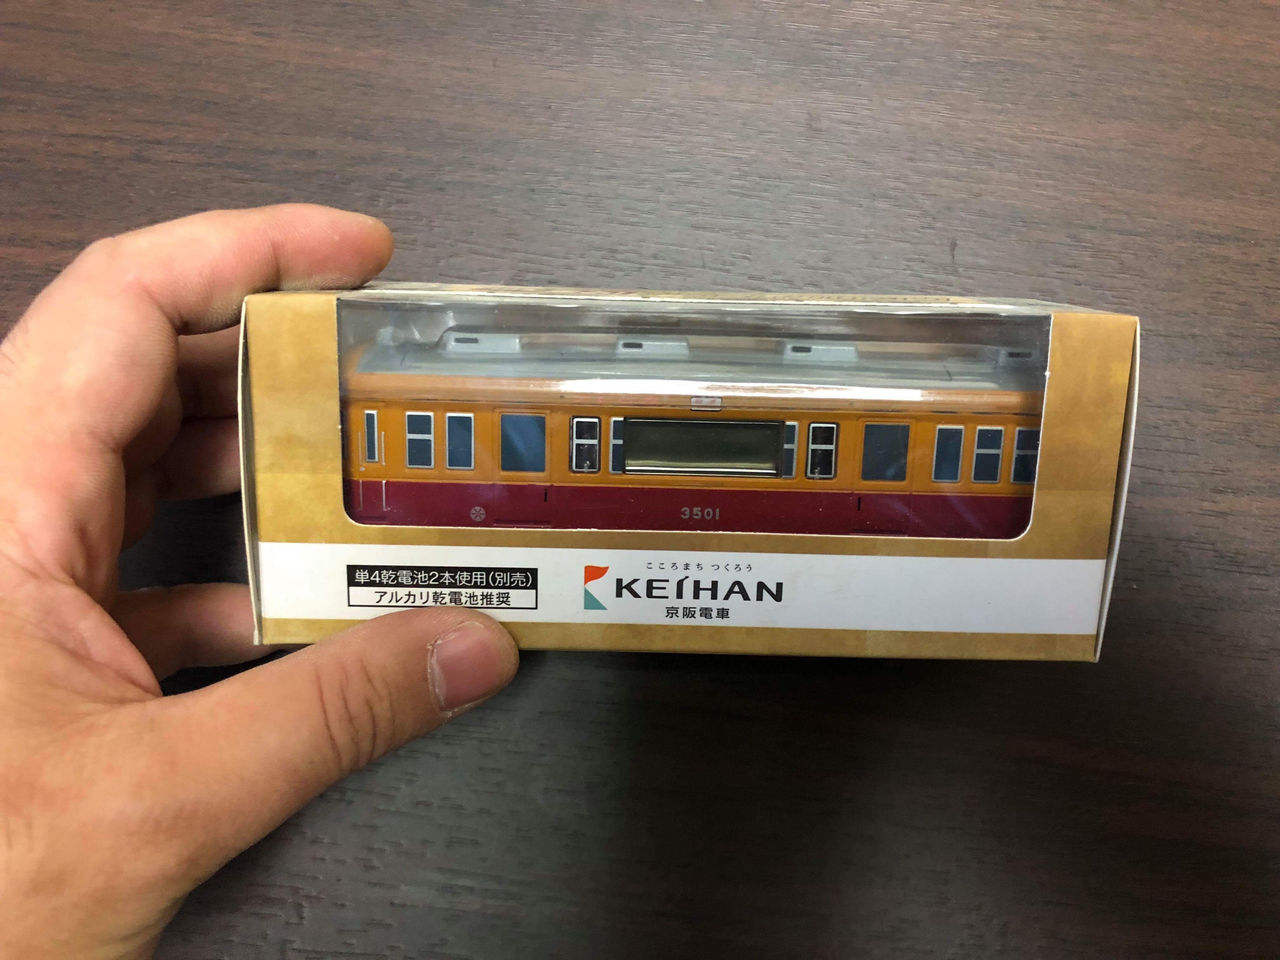 3501
単4乾電池2本使用(別売)
アルカリ乾電池推奨
こころまち つくろう
KEIHAN
京阪電車